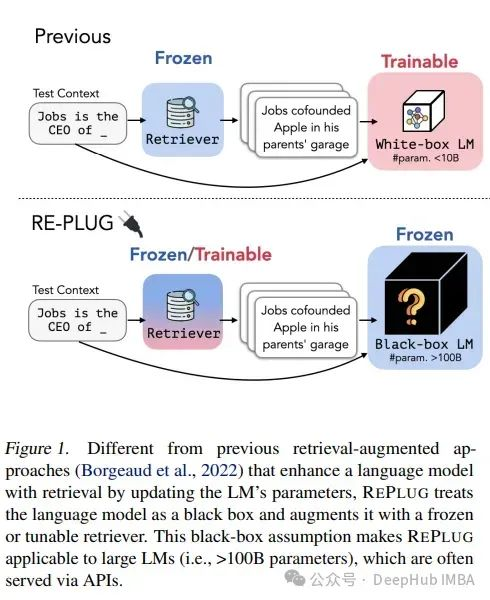 Previous
Frozen
Trainable
Test Context
Jobs is the
CEO of _
Retriever
Jobs cofounded
Apple in his
parents' garage
White-box LM
#param. <10B
RE-PLUG
Frozen/Trainable
Frozen
Test Context
Jobs is the
CEO of _
Retriever
Jobs cofounded
Apple in his
parents' garage
?
Black-box LM
#param. >100B
Figure 1. Different from previous retrieval-augmented ap-
proaches (Borgeaud et al., 2022) that enhance a language model
with retrieval by updating the LM's parameters, REPLUG treats
the language model as a black box and augments it with a frozen
or tunable retriever. This black-box assumption makes REPLUG
applicable to large LMs (i.e., >100B parameters), which are often
served via APIs.
公众号 · DeepHub IMBA